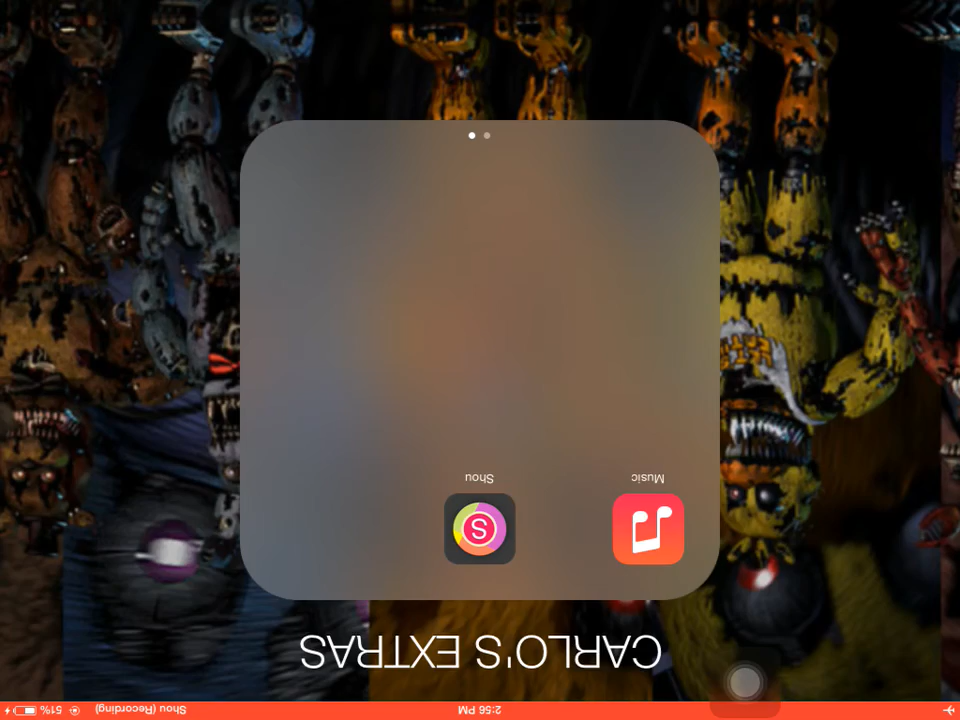 2:56 PM
Shou (Recording)
51%
CARLO'S EXTRAS
Music
Shou